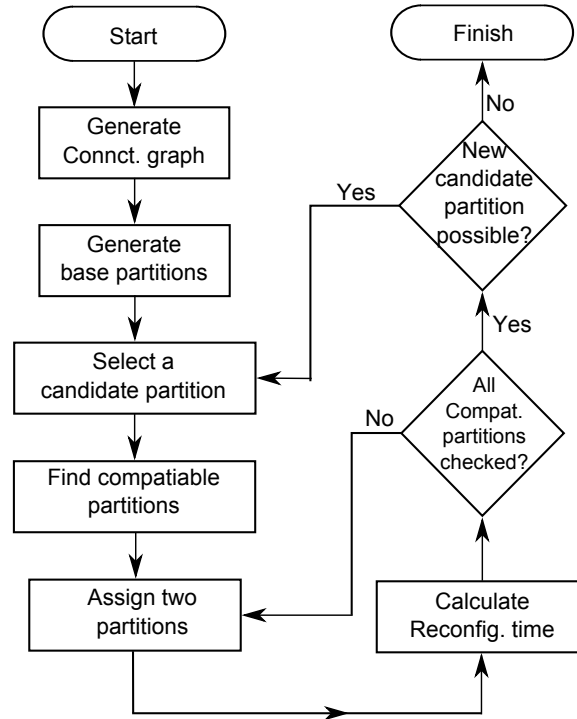 Start
Generate
Connct. graph
Generate
base partitions
Select a
candidate partition
Find compatiable
partitions
Assign two
partitions
Calculate
Reconfig. time
All
Compat.
partitions
checked?
No
Yes
New
candidate
partition
possible?
Yes
No
Finish